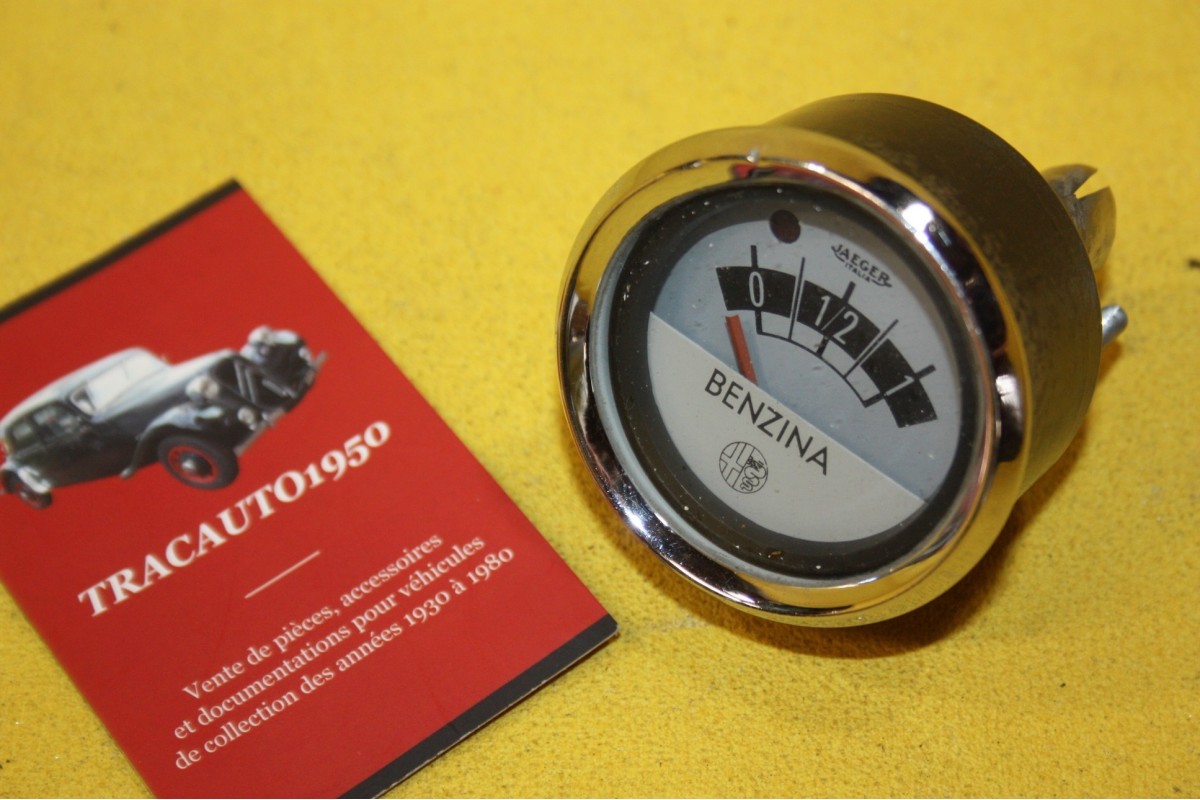 TRACAUTO1950
Vente de pièces, accessoires
et documentations pour véhicules
de collection des années 1930 à 1980
JAEGER
ITALIA
0 1/2 1
BENZINA